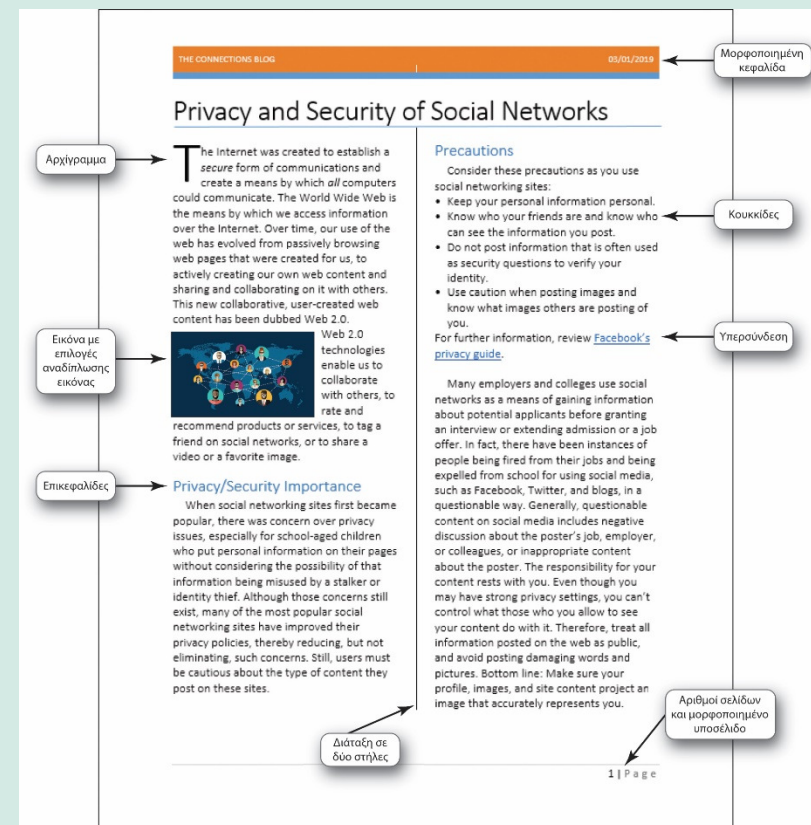 THE CONNECTIONS BLOG
03/01/2019
Μορφοποιημένη
κεφαλίδα
Privacy and Security of Social Networks
Αρχίγραμμα
The Internet was created to establish a
secure form of communications and
create a means by which all computers
could communicate. The World Wide Web is
the means by which we access information
over the Internet. Over time, our use of the
web has evolved from passively browsing
web pages that were created for us, to
actively creating our own web content and
sharing and collaborating on it with others.
This new collaborative, user-created web
content has been dubbed Web 2.0.
Εικόνα με
επιλογές
αναδίπλωσης
εικόνας
Web 2.0
technologies
enable us to
collaborate
with others, to
rate and
recommend products or services, to tag a
friend on social networks, or to share a
video or a favorite image.
Επικεφαλίδες
Privacy/Security Importance
When social networking sites first became
popular, there was concern over privacy
issues, especially for school-aged children
who put personal information on their pages
without considering the possibility of that
information being misused by a stalker or
identity thief. Although those concerns still
exist, many of the most popular social
networking sites have improved their
privacy policies, thereby reducing, but not
eliminating, such concerns. Still, users must
be cautious about the type of content they
post on these sites.
Διάταξη σε
δύο στήλες
Precautions
Consider these precautions as you use
social networking sites:
• Keep your personal information personal.
• Know who your friends are and know who
can see the information you post.
• Do not post information that is often used
as security questions to verify your
identity.
• Use caution when posting images and
know what images others are posting of
you.
Κουκκίδες
For further information, review Facebook's
privacy guide.
Υπερσύνδεση
Many employers and colleges use social
networks as a means of gaining information
about potential applicants before granting
an interview or extending admission or a job
offer. In fact, there have been instances of
people being fired from their jobs and being
expelled from school for using social media,
such as Facebook, Twitter, and blogs, in a
questionable way. Generally, questionable
content on social media includes negative
discussion about the poster's job, employer,
or colleagues, or inappropriate content
about the poster. The responsibility for your
content rests with you. Even though you
may have strong privacy settings, you can't
control what those who you allow to see
your content do with it. Therefore, treat all
information posted on the web as public,
and avoid posting damaging words and
pictures. Bottom line: Make sure your
profile, images, and site content project an
image that accurately represents you.
Αριθμοί σελίδων
και μορφοποιημένο
υποσέλιδο
1 | Page